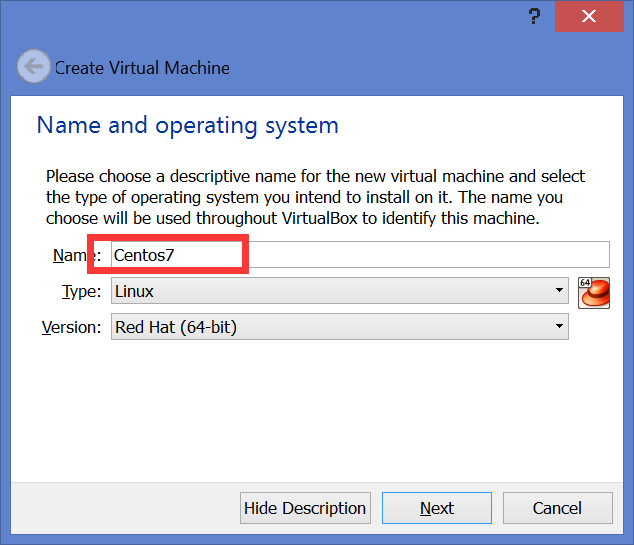 ?
Create Virtual Machine
Name and operating system
Please choose a descriptive name for the new virtual machine and select
the type of operating system you intend to install on it. The name you
choose will be used throughout VirtualBox to identify this machine.
Name: Centos7
Type: Linux
64
Version: Red Hat (64-bit)
Hide Description Next Cancel